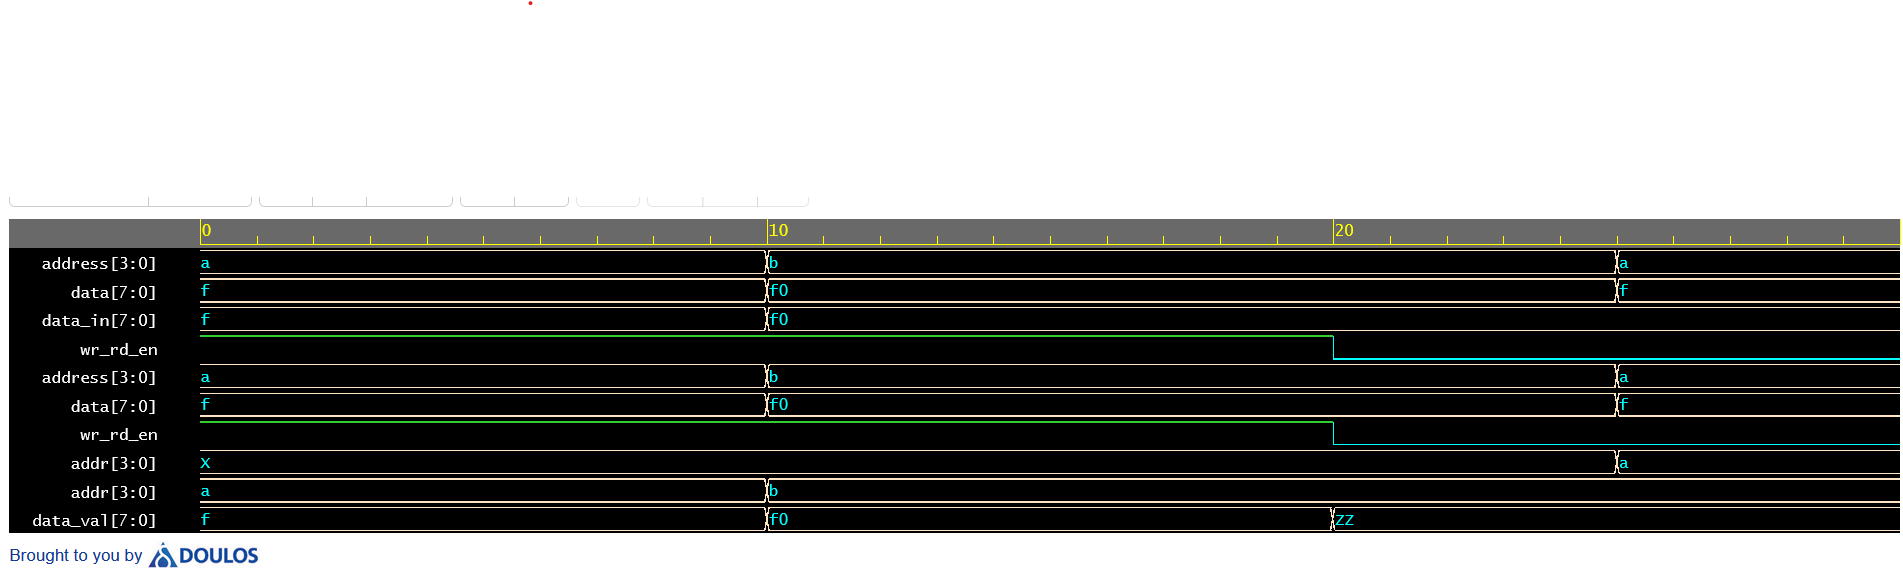 0 10 20
address[3:0] a b a
data[7:0] f f0 f
data_in[7:0] f f0
wr_rd_en
address[3:0] a b a
data[7:0] f f0 f
wr_rd_en
addr[3:0] x a
addr[3:0] a b
data_val[7:0] f f0 zz
Brought to you by DOULOS